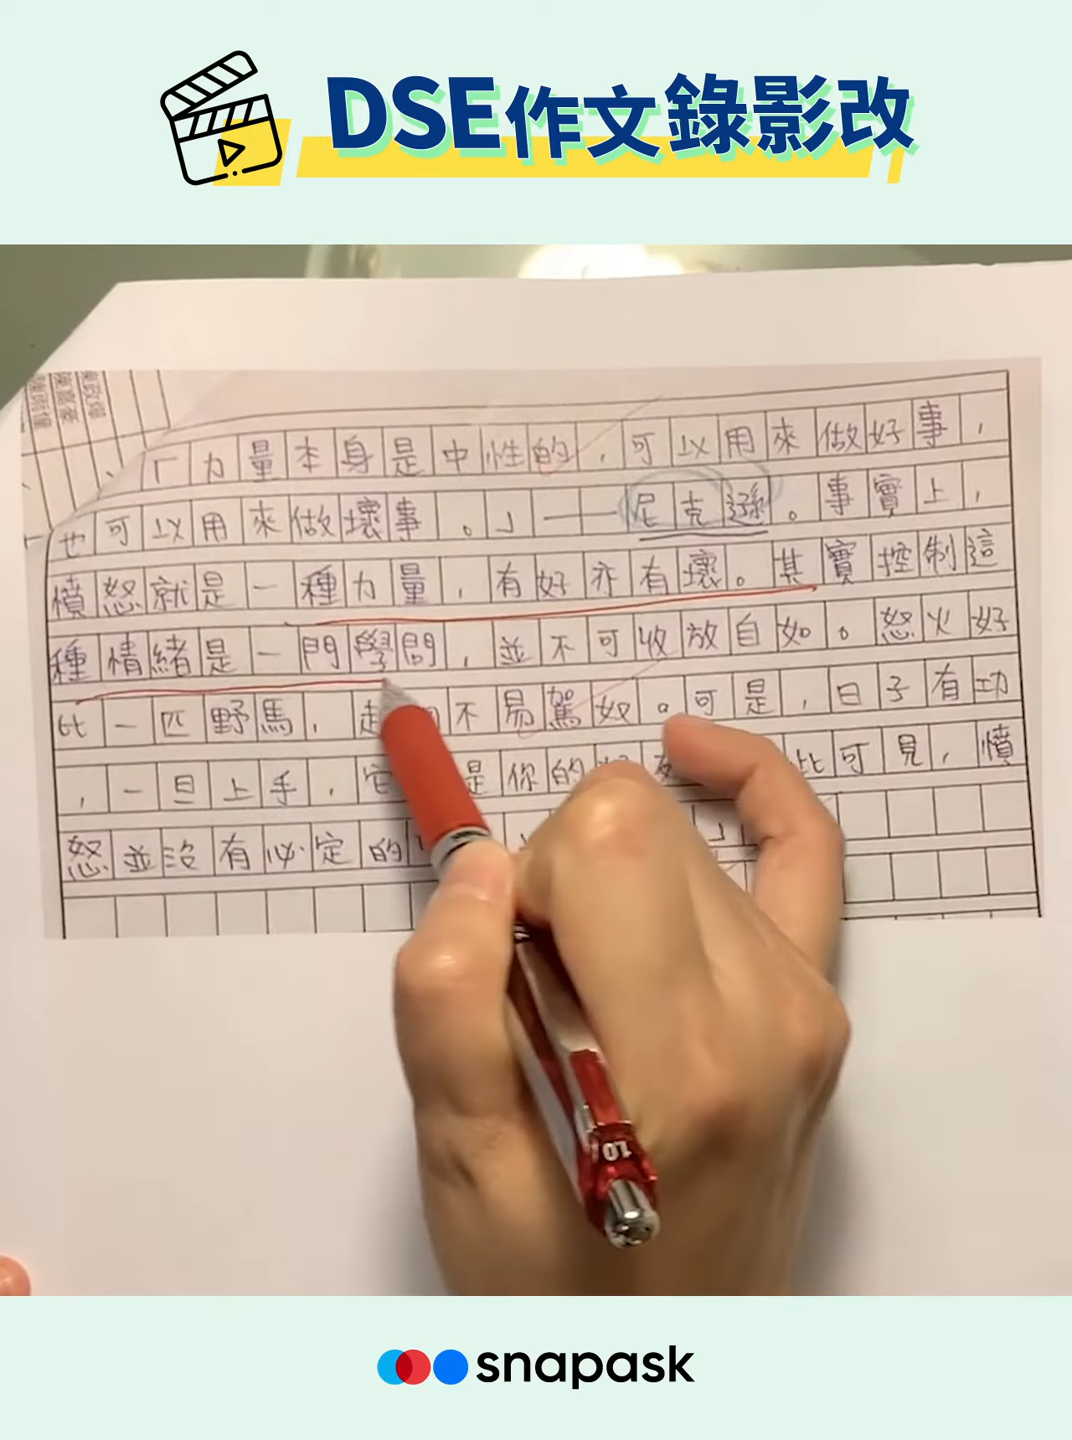 DSE作文錄影改
「力量本身是中性的,可以用來做好事,
也可以用來做壞事。」——尼克遜。事實上,
憤怒就是一種力量,有好亦有壞。其實控制這
種情緒是一門學問,並不可收放自如。怒火好
比一匹野馬,起 不易駕如。可是,日子有功
,一旦上手, 是你的 此可見,憤
怒並沒有必定的
」
1.0
snapask